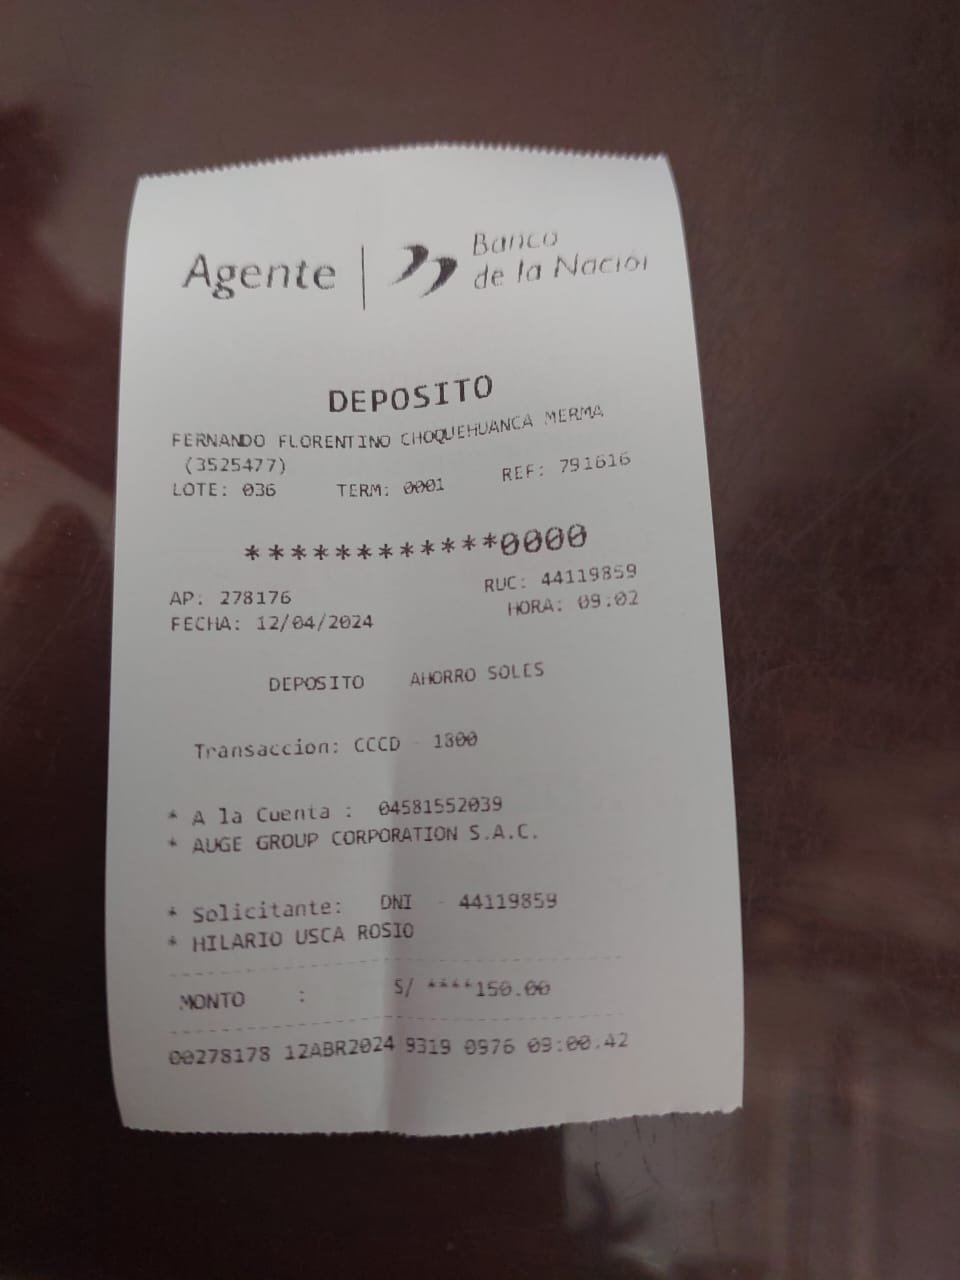 Agente | Banco
de la Nación
DEPOSITO
FERNANDO FLORENTINO CHOQUEHUANCA MERMA
(3525477)
LOTE: 036 TERM: 0001 REF: 791616
************0000
AP: 278176 RUC: 44119859
FECHA: 12/04/2024 HORA: 09:02
DEPOSITO AHORRO SOLES
Transaccion: CCCD - 1300
* A la Cuenta : 04581552039
* AUGE GROUP CORPORATION S.A.C.
* Solicitante: DNI - 44119859
* HILARIO USCA ROSIO
MONTO : S/ ****150.00
00278178 12ABR2024 9319 0976 09:00.42